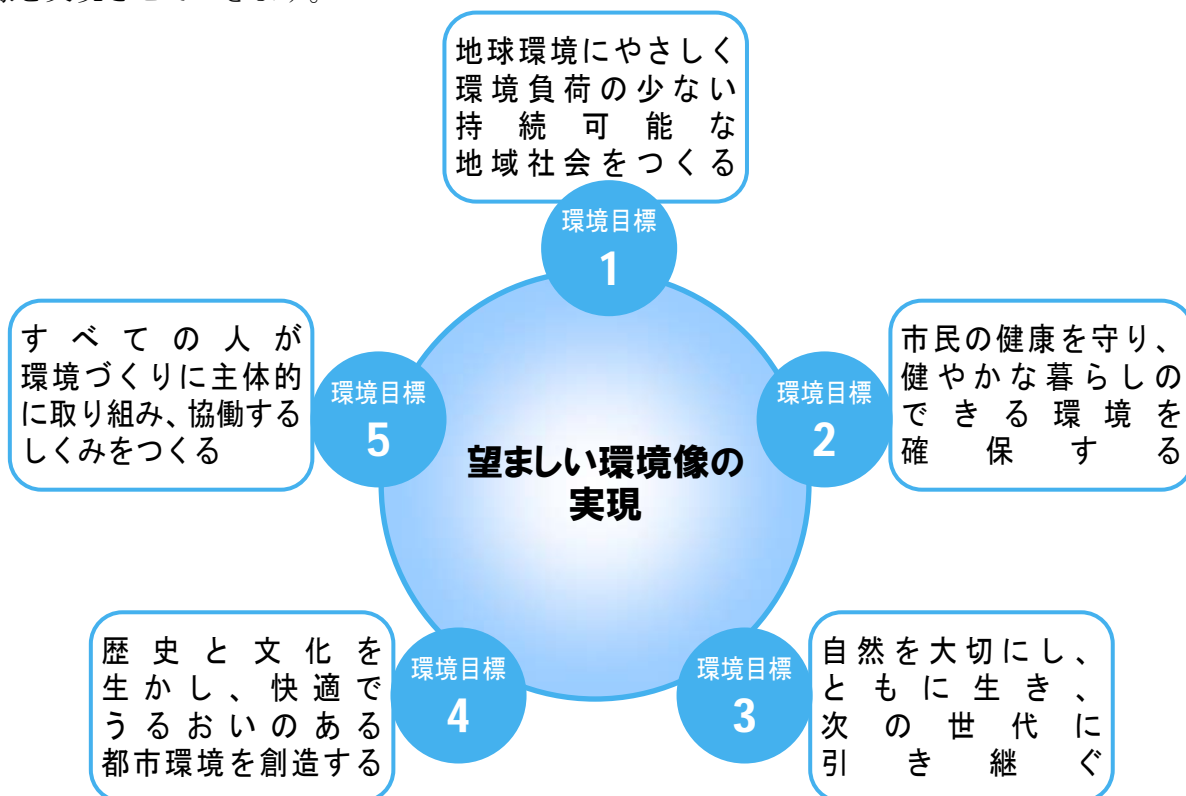 地球環境にやさしく
環境負荷の少ない
持続可能な
地域社会をつくる
環境目標
1
市民の健康を守り、
健やかな暮らしの
できる環境を
確保する
環境目標
2
自然を大切にし、
ともに生き、
次の世代に
引き継ぐ
環境目標
3
歴史と文化を
生かし、快適で
うるおいのある
都市環境を創造する
環境目標
4
すべての人が
環境づくりに主体的
に取り組み、協働する
しくみをつくる
環境目標
5
望ましい環境像の
実現